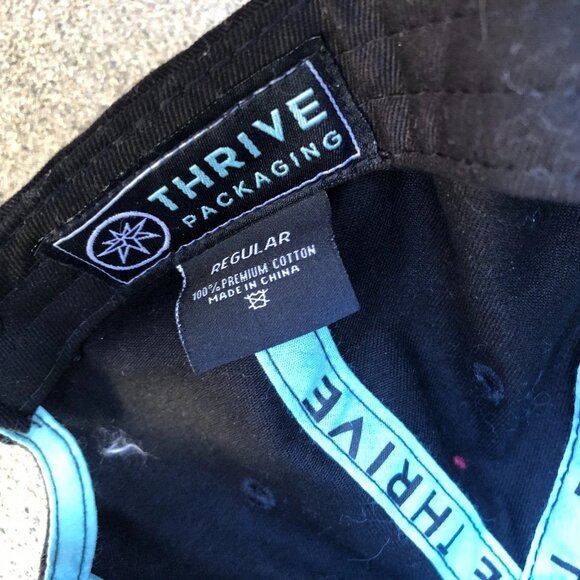 THRIVE
PACKAGING
REGULAR
100% PREMIUM COTTON
MADE IN CHINA
THRIVE
THRIVE